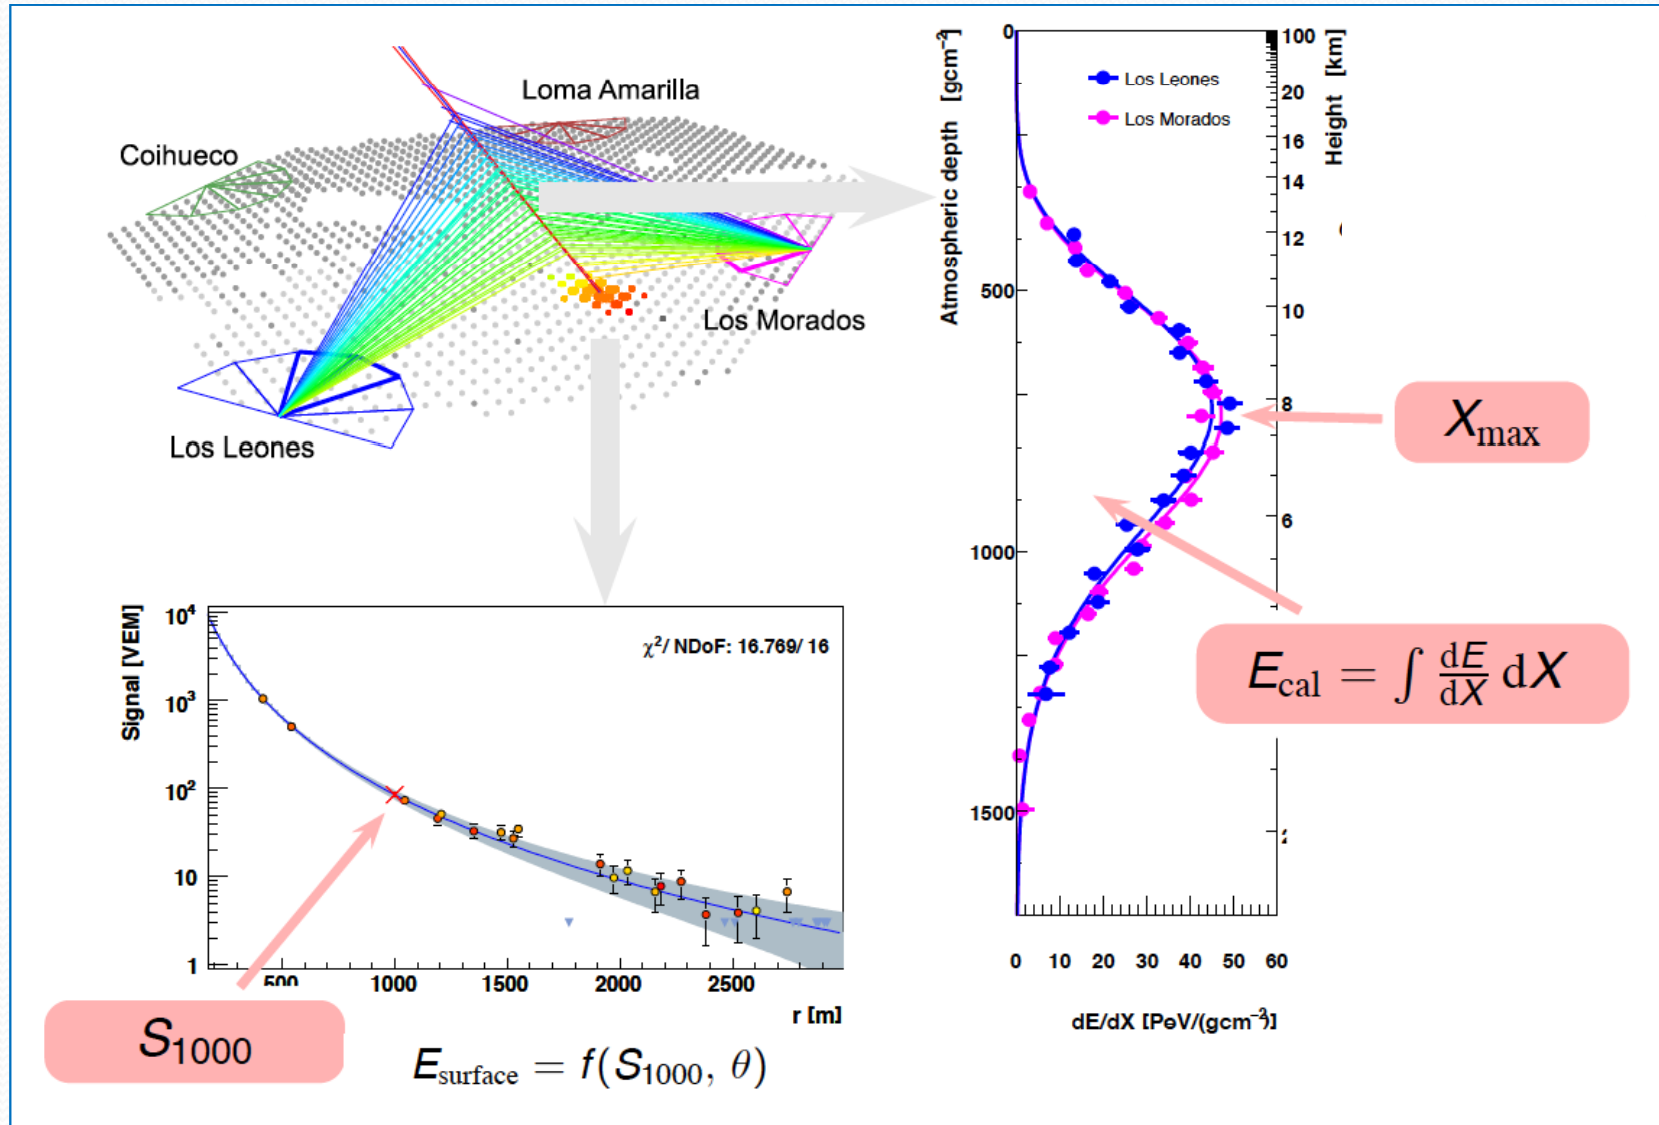 Loma Amarilla
Coihueco
Los Morados
Los Leones
Atmospheric depth [gcm⁻²]
0
500
1000
1500
Los Leones
Los Morados
100
20
16
14
12
10
8
6
Height [km]
X_max
E_cal = ∫ dE/dX dX
0 10 20 30 40 50 60
dE/dX [PeV/(gcm⁻²)]
Signal [VEM]
10⁴
10³
10²
10
1
χ²/ NDoF: 16.769/ 16
500 1000 1500 2000 2500
r [m]
S₁₀₀₀
E_surface = f(S₁₀₀₀, θ)